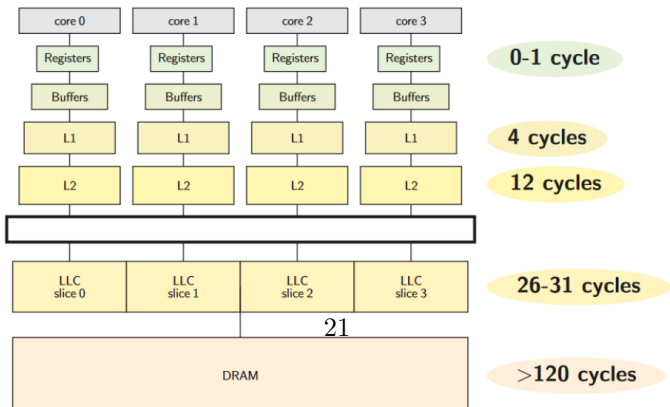 core 0 core 1 core 2 core 3
Registers Registers Registers Registers 0-1 cycle
Buffers Buffers Buffers Buffers
L1 L1 L1 L1 4 cycles
L2 L2 L2 L2 12 cycles
LLC LLC LLC LLC
slice 0 slice 1 slice 2 slice 3 26-31 cycles
21
DRAM >120 cycles